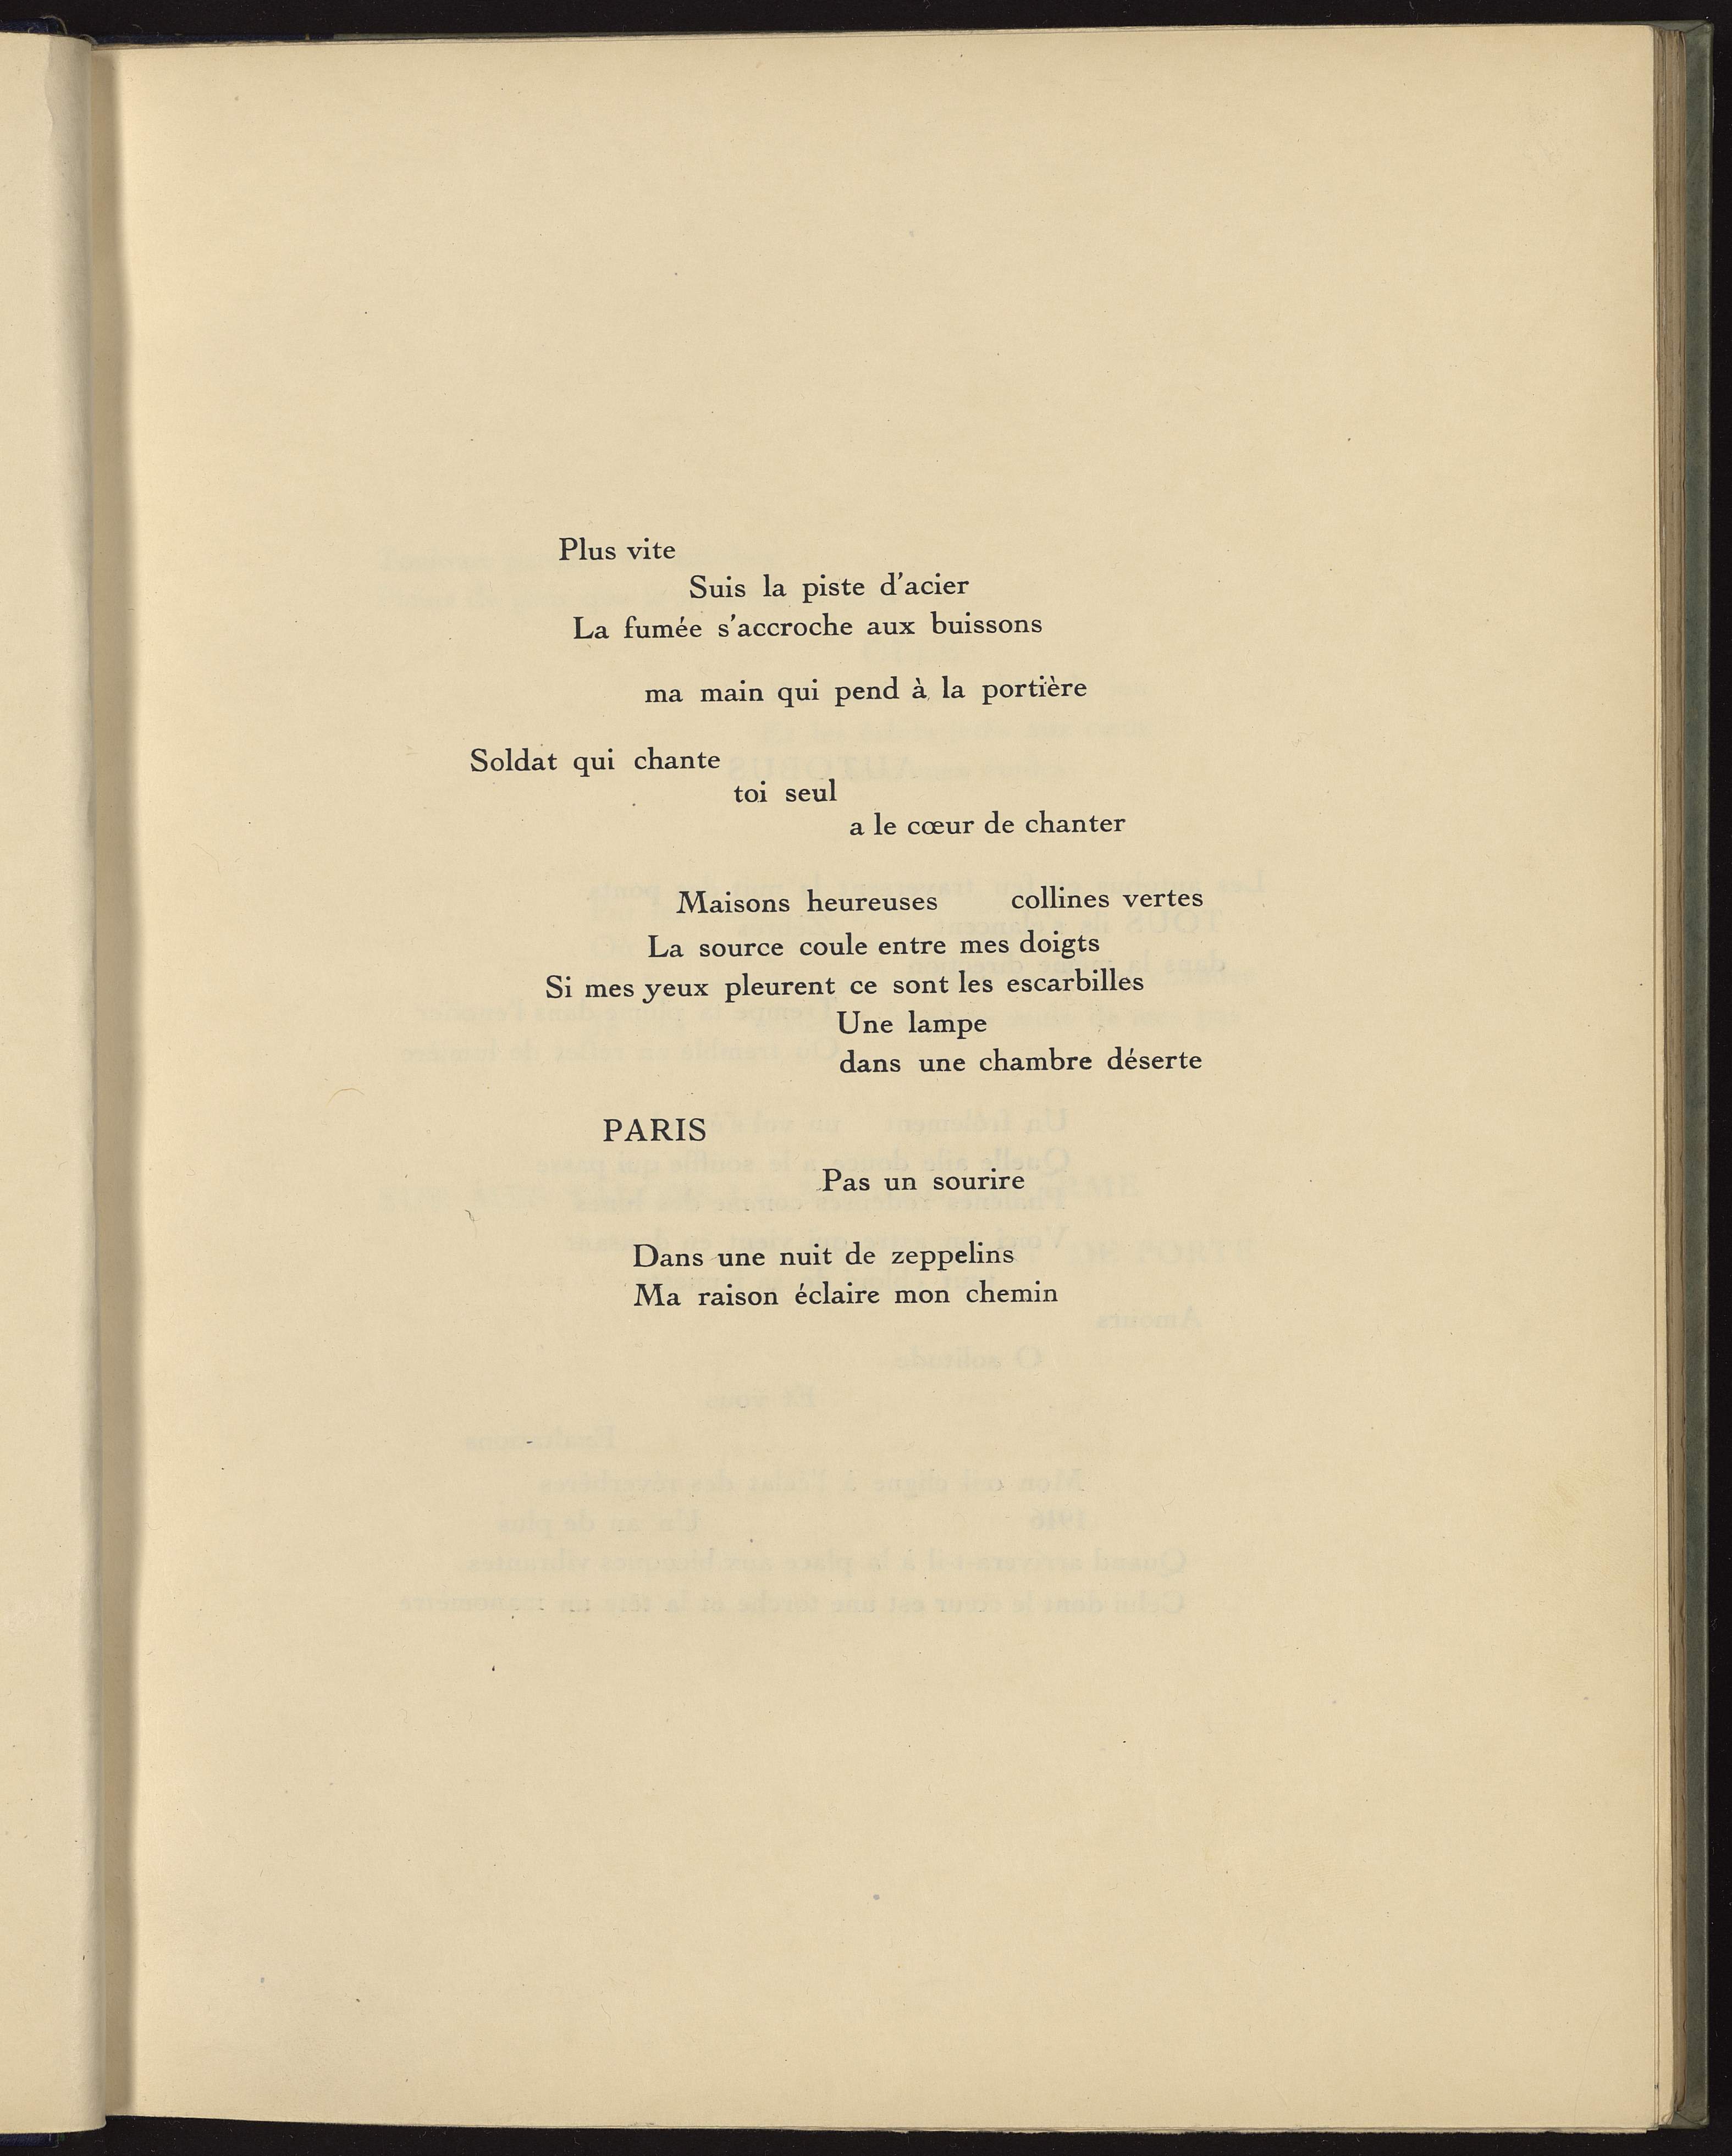 Plus vite
Suis la piste d'acier
La fumée s'accroche aux buissons
ma main qui pend à la portière
Soldat qui chante
toi seul
a le cœur de chanter
Maisons heureuses collines vertes
La source coule entre mes doigts
Si mes yeux pleurent ce sont les escarbilles
Une lampe
dans une chambre déserte
PARIS
Pas un sourire
Dans une nuit de zeppelins
Ma raison éclaire mon chemin